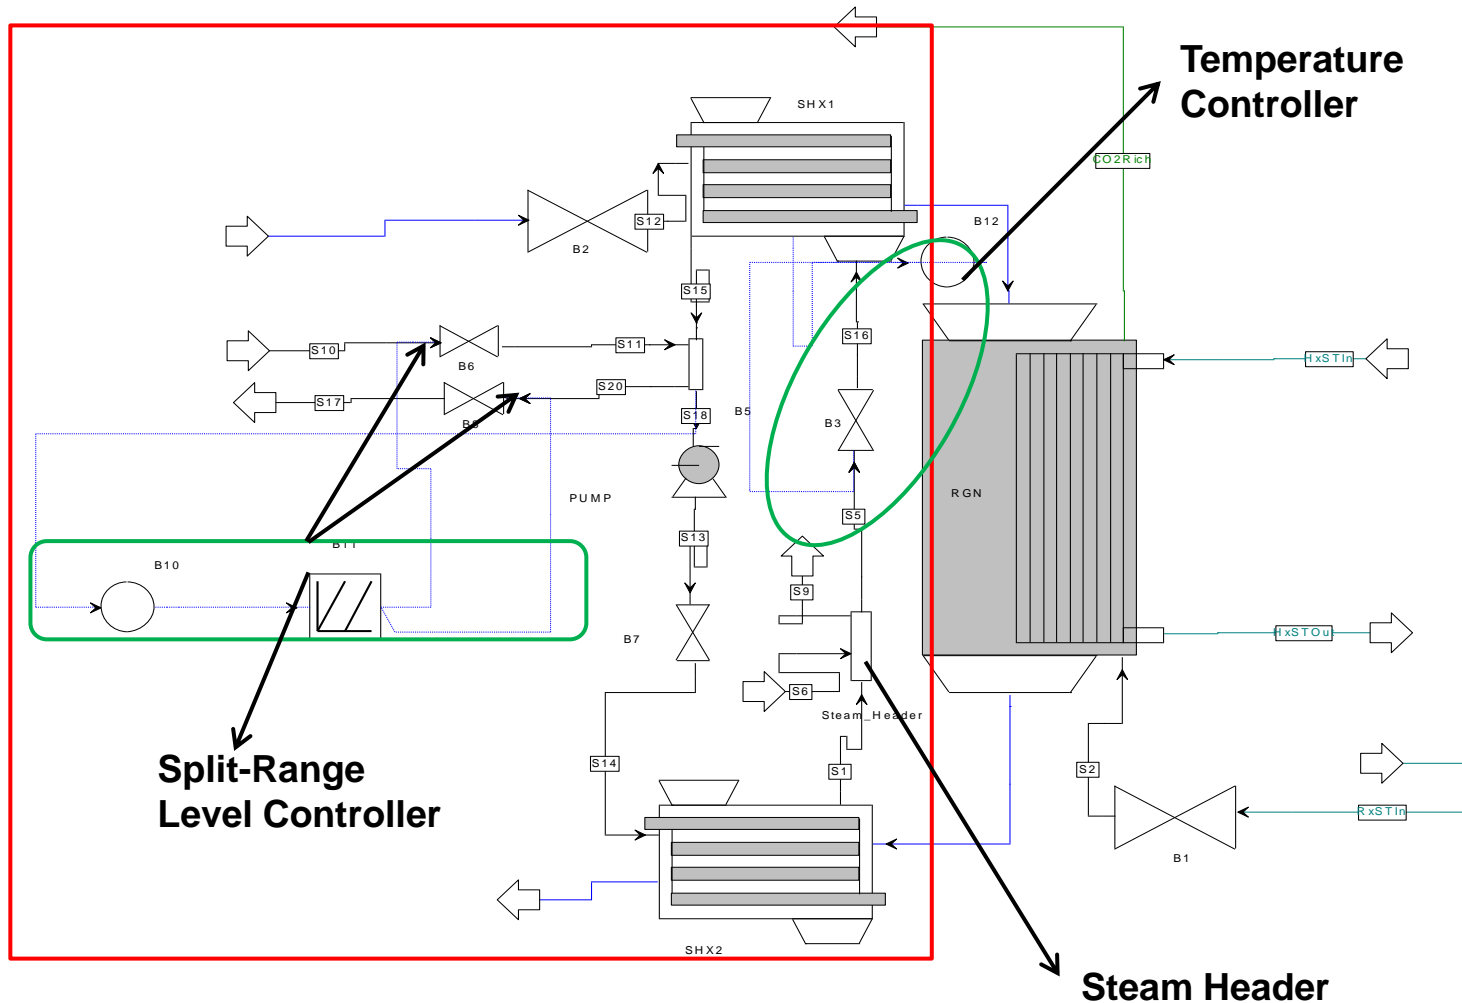 Temperature
Controller
SHX1
CO2Rich
S12
B12
B2
S15
S16
S11
S10
B6
HxSTIn
S20
S17
S18
B5
B3
PUMP
RGN
S5
S13
B11
B10
S9
B7
HxSTOu
S6
Steam_Header
S14
S1
S2
Split-Range
Level Controller
RxSTIn
B1
SHX2
Steam Header